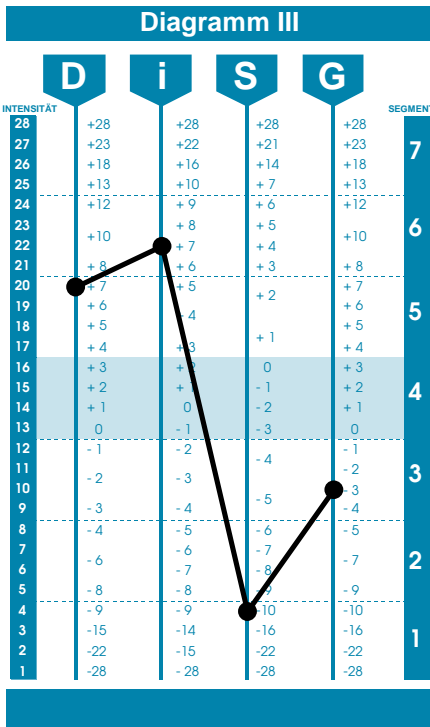 Diagramm III
D i S G
INTENSITÄT SEGMENT
28 +28 +28 +28 +28
27 +23 +22 +21 +23 7
26 +18 +16 +14 +18
25 +13 +10 + 7 +13
24 +12 + 9 + 6 +12
23 + 8 + 5 6
+10 +10
22 + 7 + 4
21 + 8 + 6 + 3 + 8
20 + 7 + 5 + 7
+ 2
19 + 6 + 6 5
4
18 + 5 + 5
+ 1
17 + 4 3 + 4
16 + 3 + 0 + 3
15 + 2 + - 1 + 2 4
14 + 1 0 - 2 + 1
13 0 - 1 - 3 0
12 - 1 - 2 - 1
- 4
11 - 2 3
- 2 - 3
10 - 3
- 5
9 - 3 - 4 - 4
8 - 4 - 5 - 6 - 5
7 - 6 - 7
- 6 - 7 2
6 - 7 - 8
5 - 8 - 8 9 - 9
4 - 9 - 9 -10 -10
3 -15 -14 -16 -16 1
2 -22 -15 -22 -22
1 -28 - 28 -28 -28